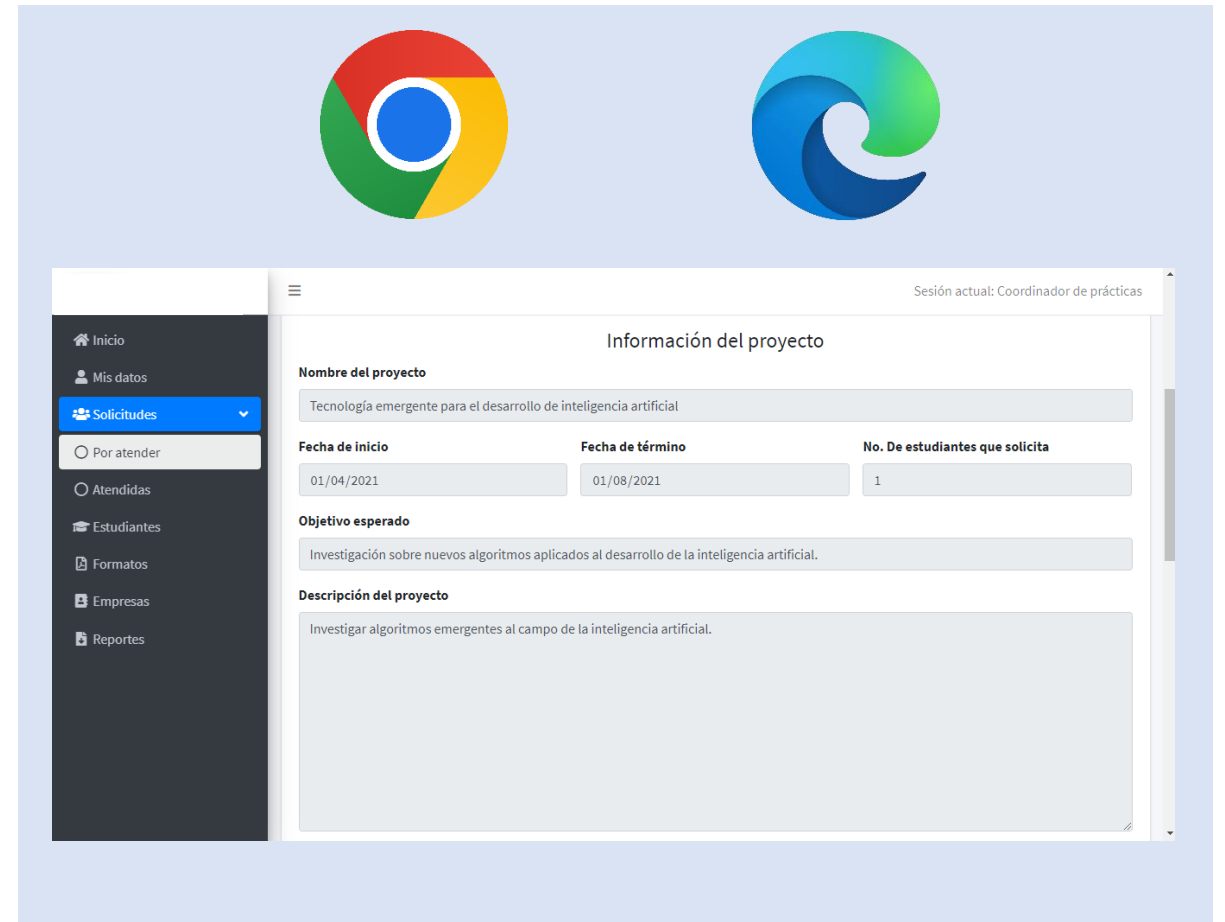 Sesión actual: Coordinador de prácticas
Inicio
Mis datos
Solicitudes
Por atender
Atendidas
Estudiantes
Formatos
Empresas
Reportes
Información del proyecto
Nombre del proyecto
Tecnología emergente para el desarrollo de inteligencia artificial
Fecha de inicio
Fecha de término
No. De estudiantes que solicita
01/04/2021
01/08/2021
1
Objetivo esperado
Investigación sobre nuevos algoritmos aplicados al desarrollo de la inteligencia artificial.
Descripción del proyecto
Investigar algoritmos emergentes al campo de la inteligencia artificial.